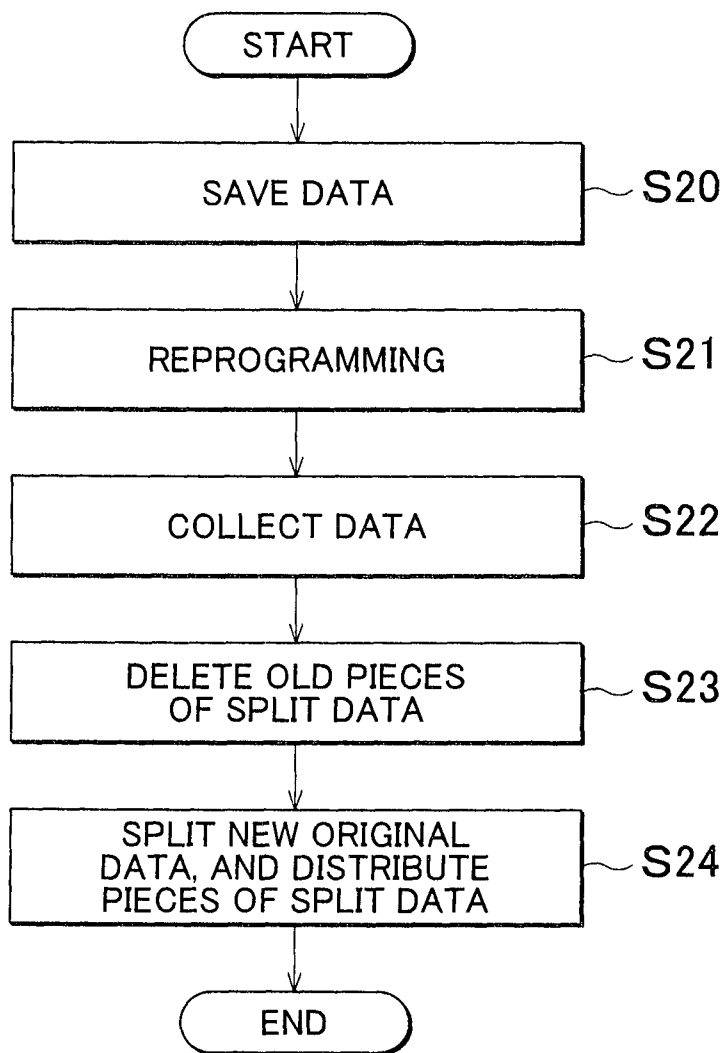 START
SAVE DATA
S20
REPROGRAMMING
S21
COLLECT DATA
S22
DELETE OLD PIECES
OF SPLIT DATA
S23
SPLIT NEW ORIGINAL
DATA, AND DISTRIBUTE
PIECES OF SPLIT DATA
S24
END